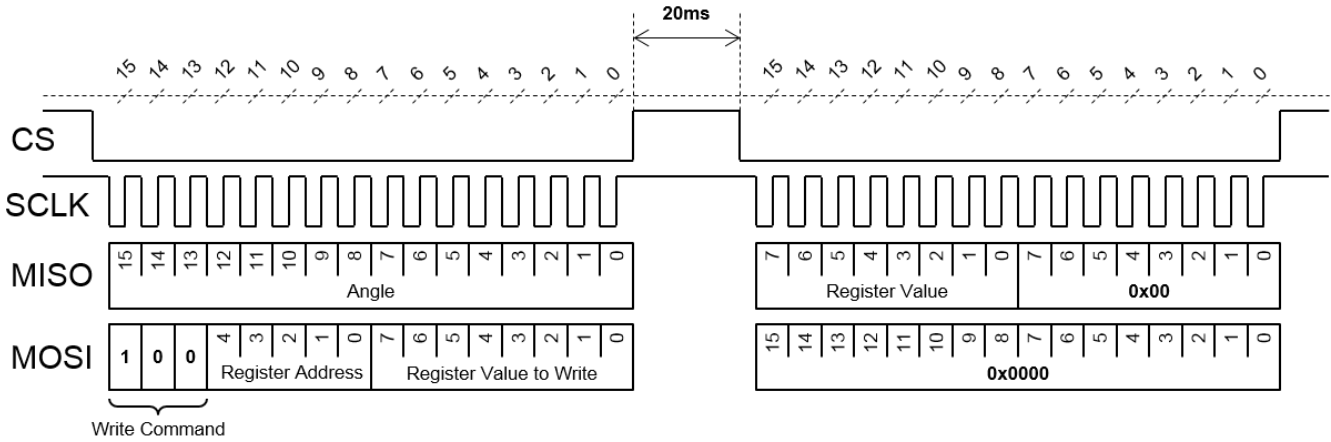 20ms
15 14 13 12 11 10 9 8 7 6 5 4 3 2 1 0 15 14 13 12 11 10 9 8 7 6 5 4 3 2 1 0
CS
SCLK
MISO 15 14 13 12 11 10 9 8 7 6 5 4 3 2 1 0 7 6 5 4 3 2 1 0 7 6 5 4 3 2 1 0
Angle Register Value 0x00
MOSI 1 0 0 4 3 2 1 0 7 6 5 4 3 2 1 0 15 14 13 12 11 10 9 8 7 6 5 4 3 2 1 0
Register Address Register Value to Write 0x0000
Write Command